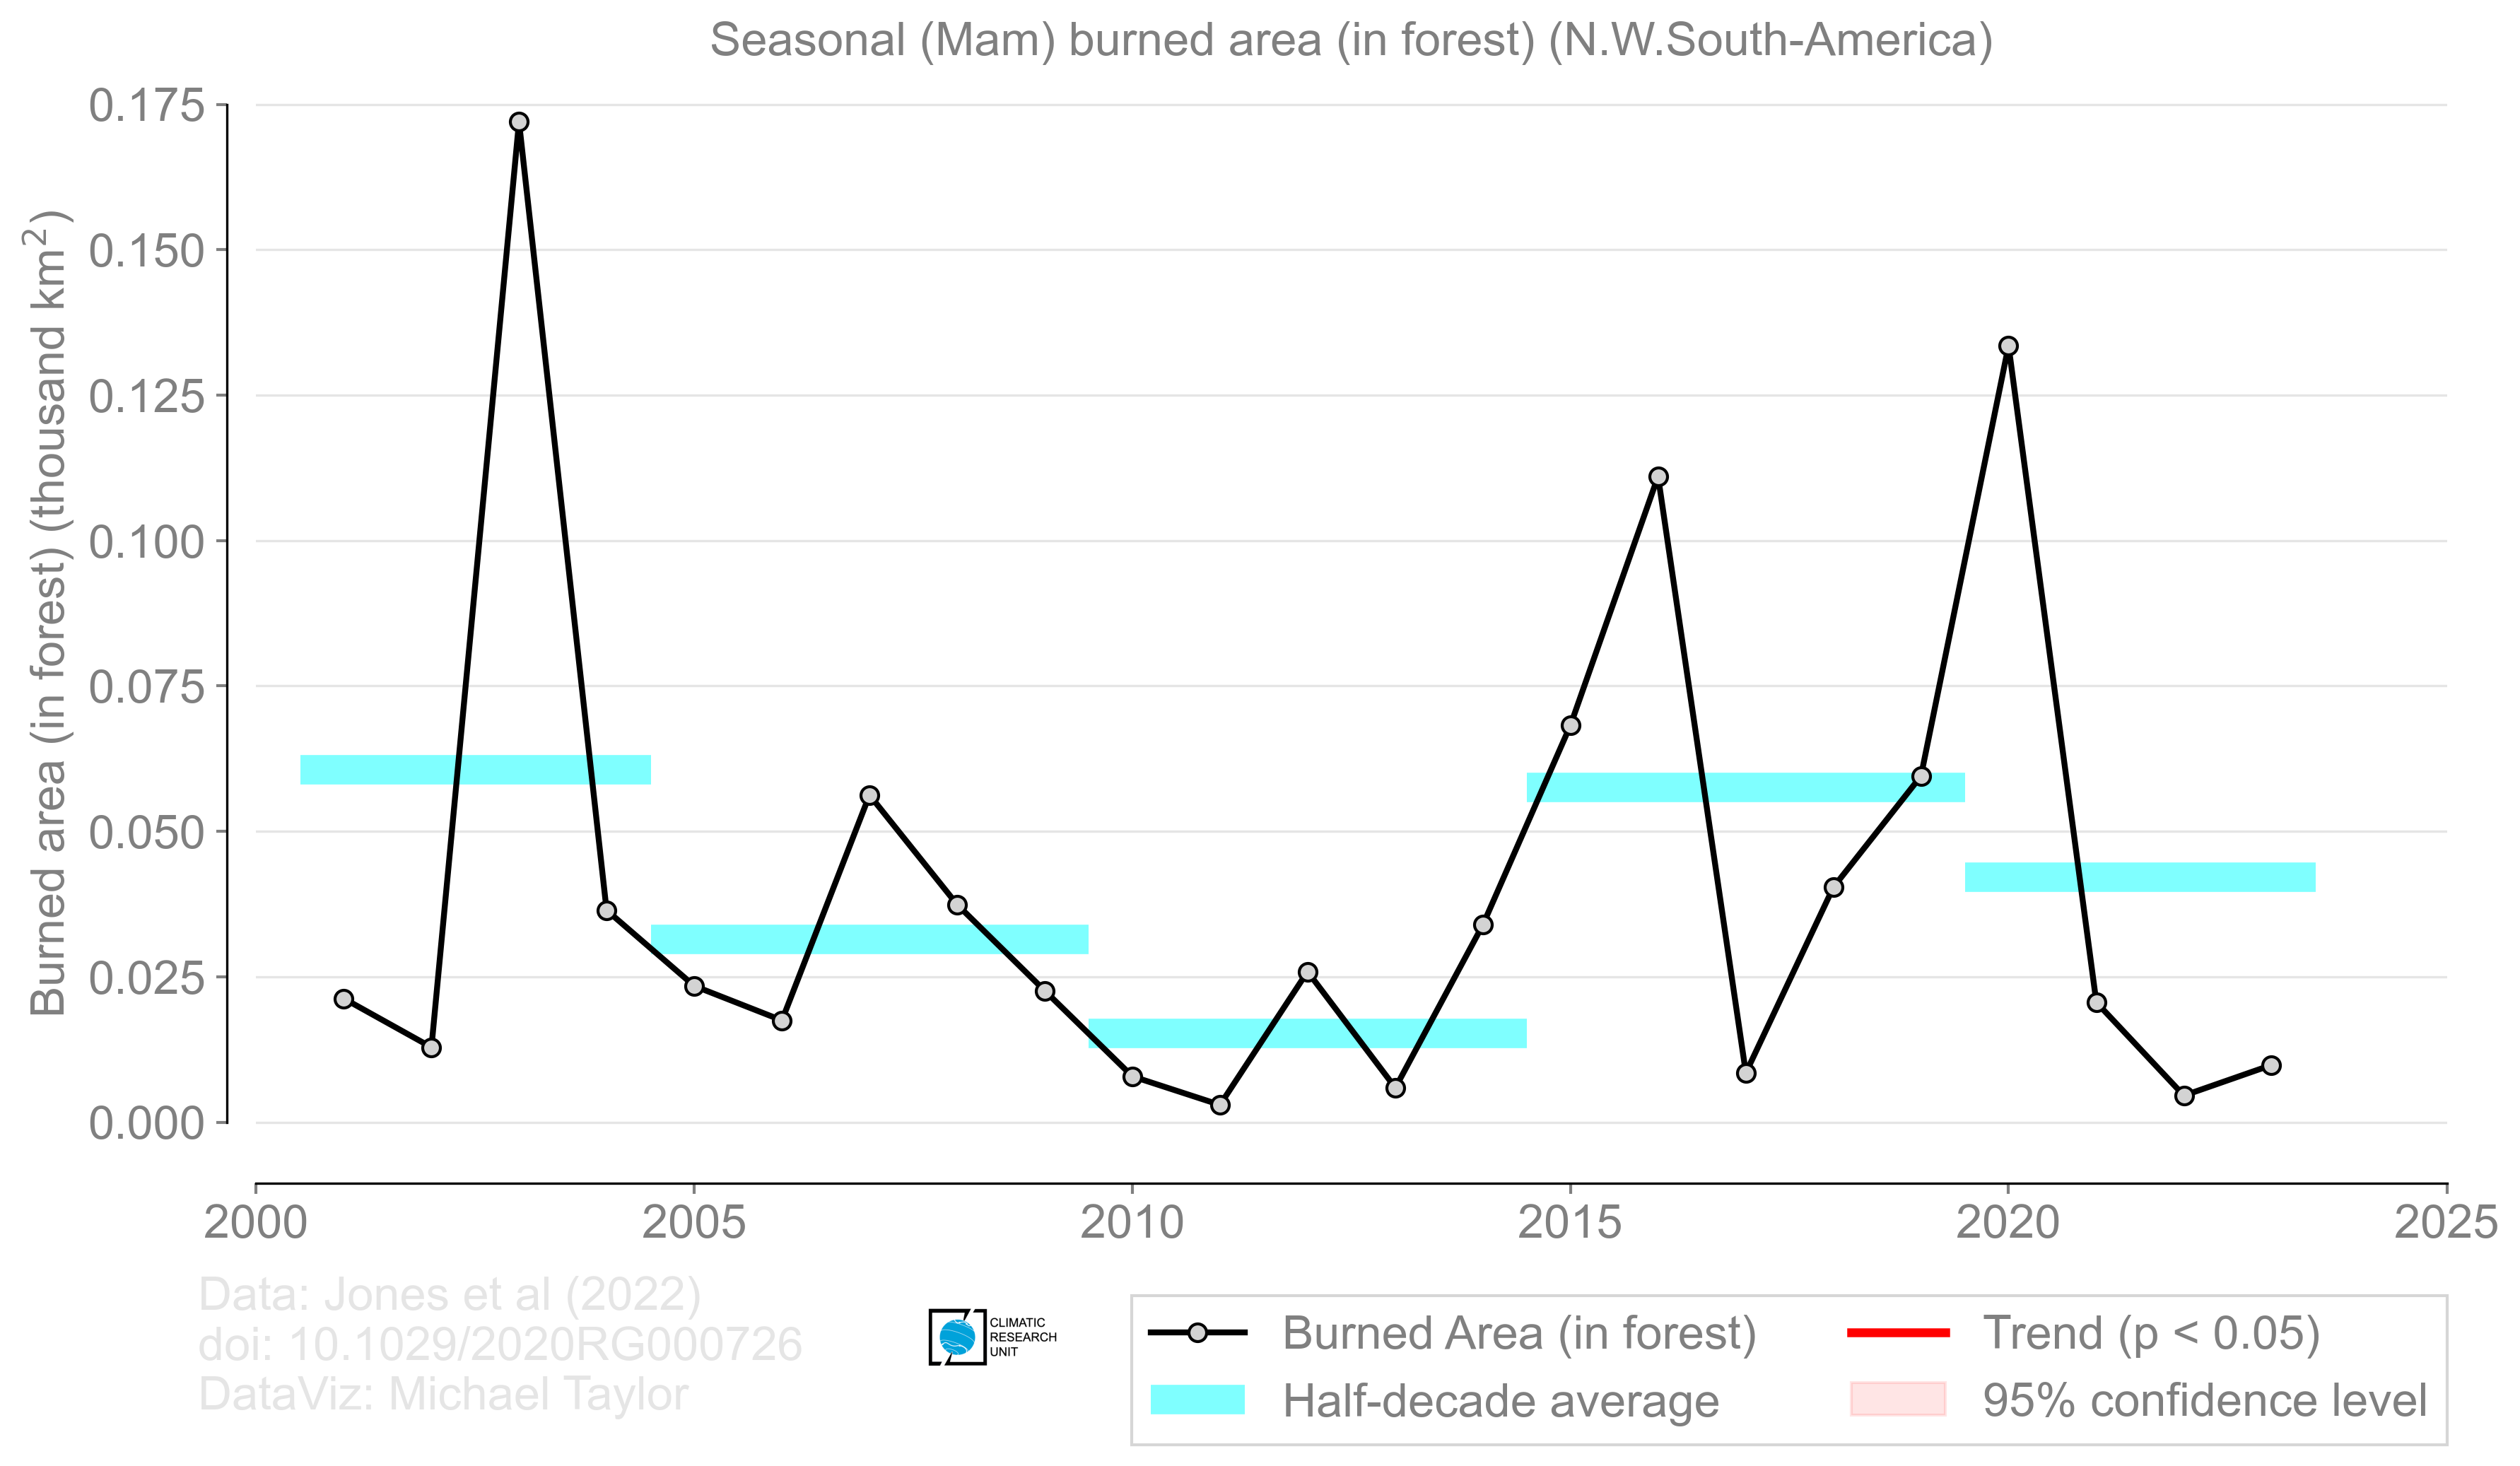 Seasonal (Mam) burned area (in forest) (N.W.South-America)
Burned area (in forest) (thousand km²)
0.175
0.150
0.125
0.100
0.075
0.050
0.025
0.000
2000
2005
2010
2015
2020
2025
Data: Jones et al (2022)
doi: 10.1029/2020RG000726
DataViz: Michael Taylor
CLIMATIC
RESEARCH
UNIT
Burned Area (in forest)
Half-decade average
Trend (p < 0.05)
95% confidence level